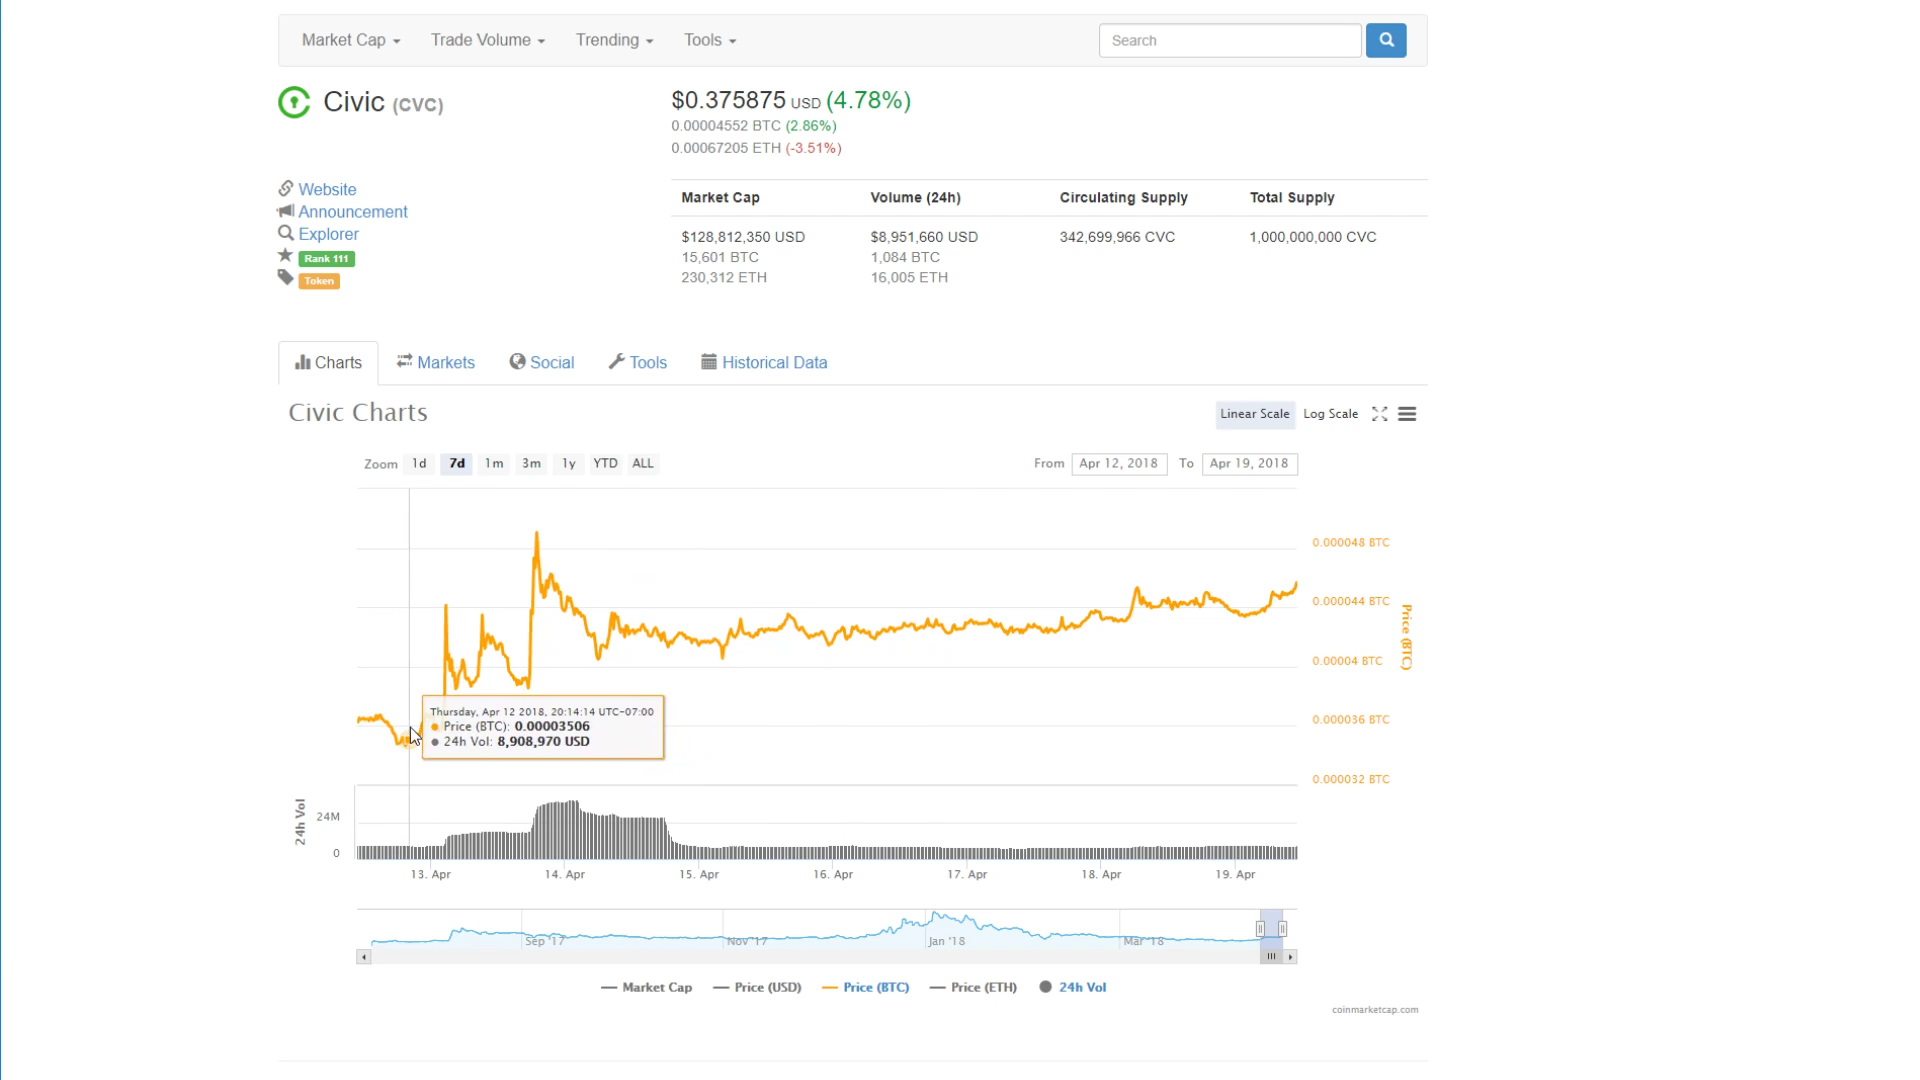 Market Cap Trade Volume Trending Tools Search
Civic (CVC)
$0.375875 USD (4.78%)
0.00004552 BTC (2.86%)
0.00067205 ETH (-3.51%)
Website
Announcement
Explorer
Rank 111
Token
Market Cap Volume (24h) Circulating Supply Total Supply
$128,812,350 USD $8,951,660 USD 342,699,966 CVC 1,000,000,000 CVC
15,601 BTC 1,084 BTC
230,312 ETH 16,005 ETH
Charts Markets Social Tools Historical Data
Civic Charts
Linear Scale Log Scale
Zoom 1d 7d 1m 3m 1y YTD ALL
From Apr 12, 2018 To Apr 19, 2018
0.000048 BTC
0.000044 BTC
0.00004 BTC
0.000036 BTC
0.000032 BTC
Price (BTC)
Thursday, Apr 12 2018, 20:14:14 UTC-07:00
Price (BTC): 0.00003506
24h Vol: 8,908,970 USD
24h Vol
24M
0
13. Apr 14. Apr 15. Apr 16. Apr 17. Apr 18. Apr 19. Apr
Sep '17 Nov '17 Jan '18 Mar '18
Market Cap Price (USD) Price (BTC) Price (ETH) 24h Vol
coinmarketcap.com